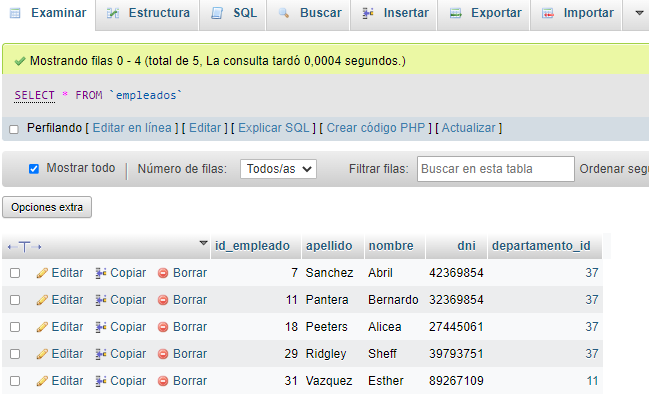 Examinar Estructura SQL Buscar Insertar Exportar Importar
Mostrando filas 0 - 4 (total de 5, La consulta tardó 0,0004 segundos.)
SELECT * FROM `empleados`
Perfilando [ Editar en línea ] [ Editar ] [ Explicar SQL ] [ Crear código PHP ] [ Actualizar ]
Mostrar todo Número de filas: Todos/as Filtrar filas: Buscar en esta tabla Ordenar seg
Opciones extra
←T→ id_empleado apellido nombre dni departamento_id
Editar Copiar Borrar 7 Sanchez Abril 42369854 37
Editar Copiar Borrar 11 Pantera Bernardo 32369854 37
Editar Copiar Borrar 18 Peeters Alicea 27445061 37
Editar Copiar Borrar 29 Ridgley Sheff 39793751 37
Editar Copiar Borrar 31 Vazquez Esther 89267109 11